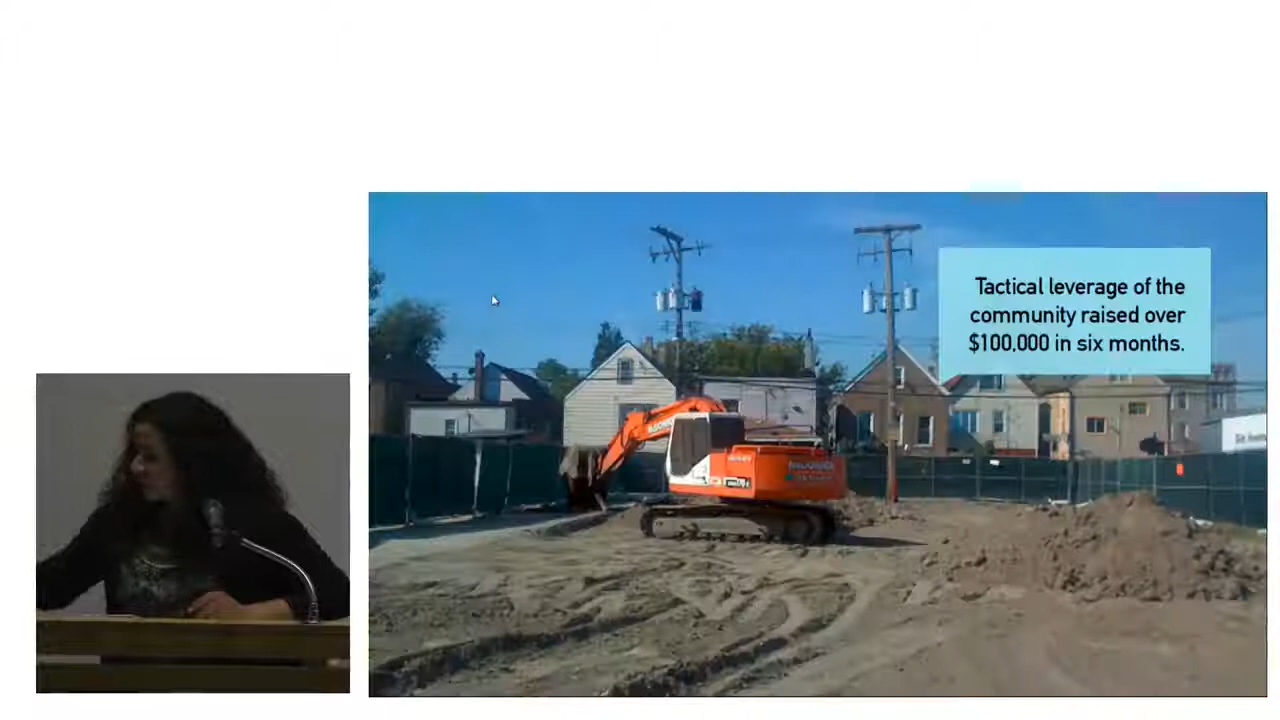 Tactical leverage of the
community raised over
$100,000 in six months.